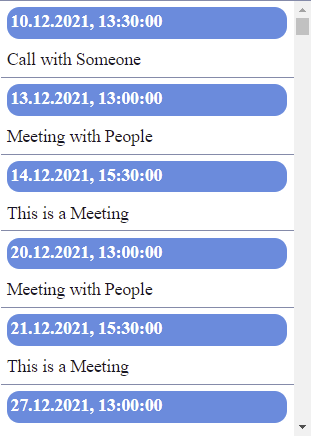 10.12.2021, 13:30:00
Call with Someone
13.12.2021, 13:00:00
Meeting with People
14.12.2021, 15:30:00
This is a Meeting
20.12.2021, 13:00:00
Meeting with People
21.12.2021, 15:30:00
This is a Meeting
27.12.2021, 13:00:00